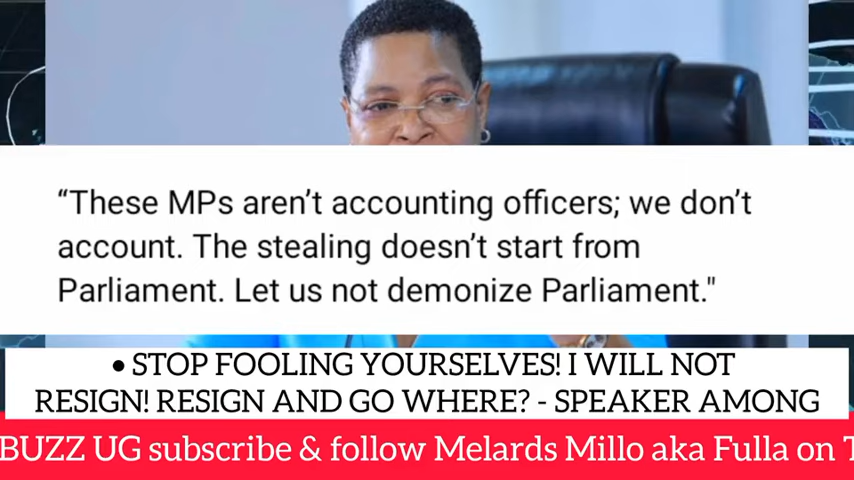 “These MPs aren’t accounting officers; we don’t
account. The stealing doesn’t start from
Parliament. Let us not demonize Parliament."
• STOP FOOLING YOURSELVES! I WILL NOT
RESIGN! RESIGN AND GO WHERE? - SPEAKER AMONG
BUZZ UG subscribe & follow Melards Millo aka Fulla on T